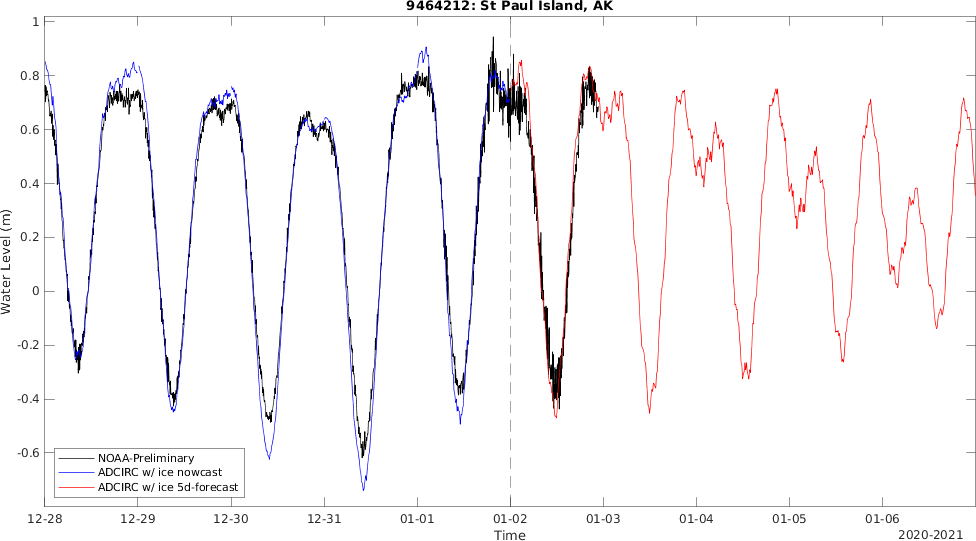 9464212: St Paul Island, AK
1
0.8
0.6
0.4
0.2
0
-0.2
-0.4
-0.6
Water Level (m)
NOAA-Preliminary
ADCIRC w/ ice nowcast
ADCIRC w/ ice 5d-forecast
12-28 12-29 12-30 12-31 01-01 01-02 01-03 01-04 01-05 01-06
Time
2020-2021